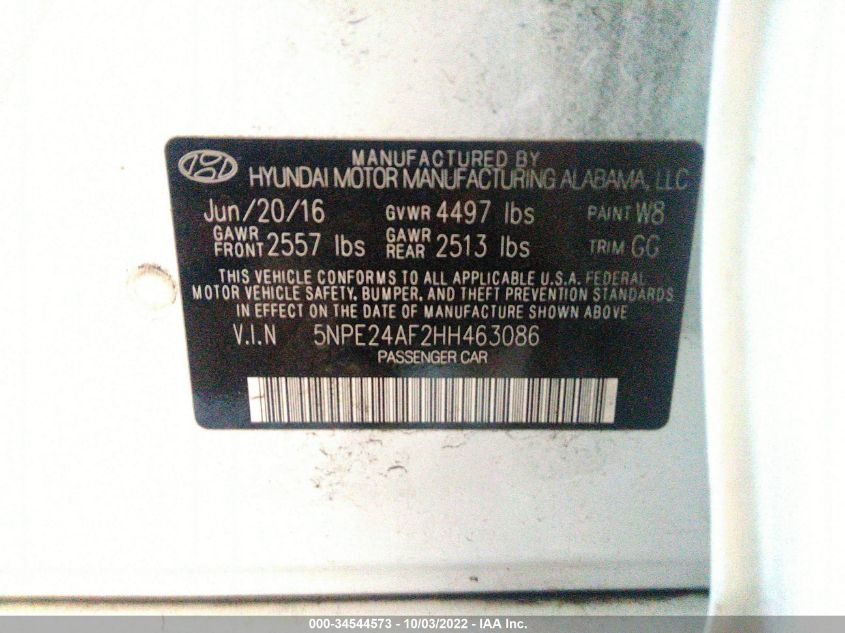 MANUFACTURED BY
HYUNDAI MOTOR MANUFACTURING ALABAMA, LLC
Jun/20/16 GVWR 4497 lbs PAINT W8
GAWR FRONT 2557 lbs GAWR REAR 2513 lbs TRIM GG
THIS VEHICLE CONFORMS TO ALL APPLICABLE U.S.A. FEDERAL
MOTOR VEHICLE SAFETY, BUMPER, AND THEFT PREVENTION STANDARDS
IN EFFECT ON THE DATE OF MANUFACTURE SHOWN ABOVE
V.I.N 5NPE24AF2HH463086
PASSENGER CAR
000-34544573 - 10/03/2022 - IAA Inc.